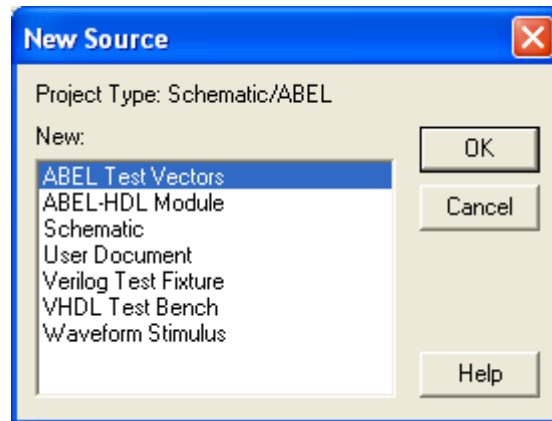 New Source
Project Type: Schematic/ABEL
New:
OK
ABEL Test Vectors
ABEL-HDL Module
Cancel
Schematic
User Document
Verilog Test Fixture
VHDL Test Bench
Waveform Stimulus
Help